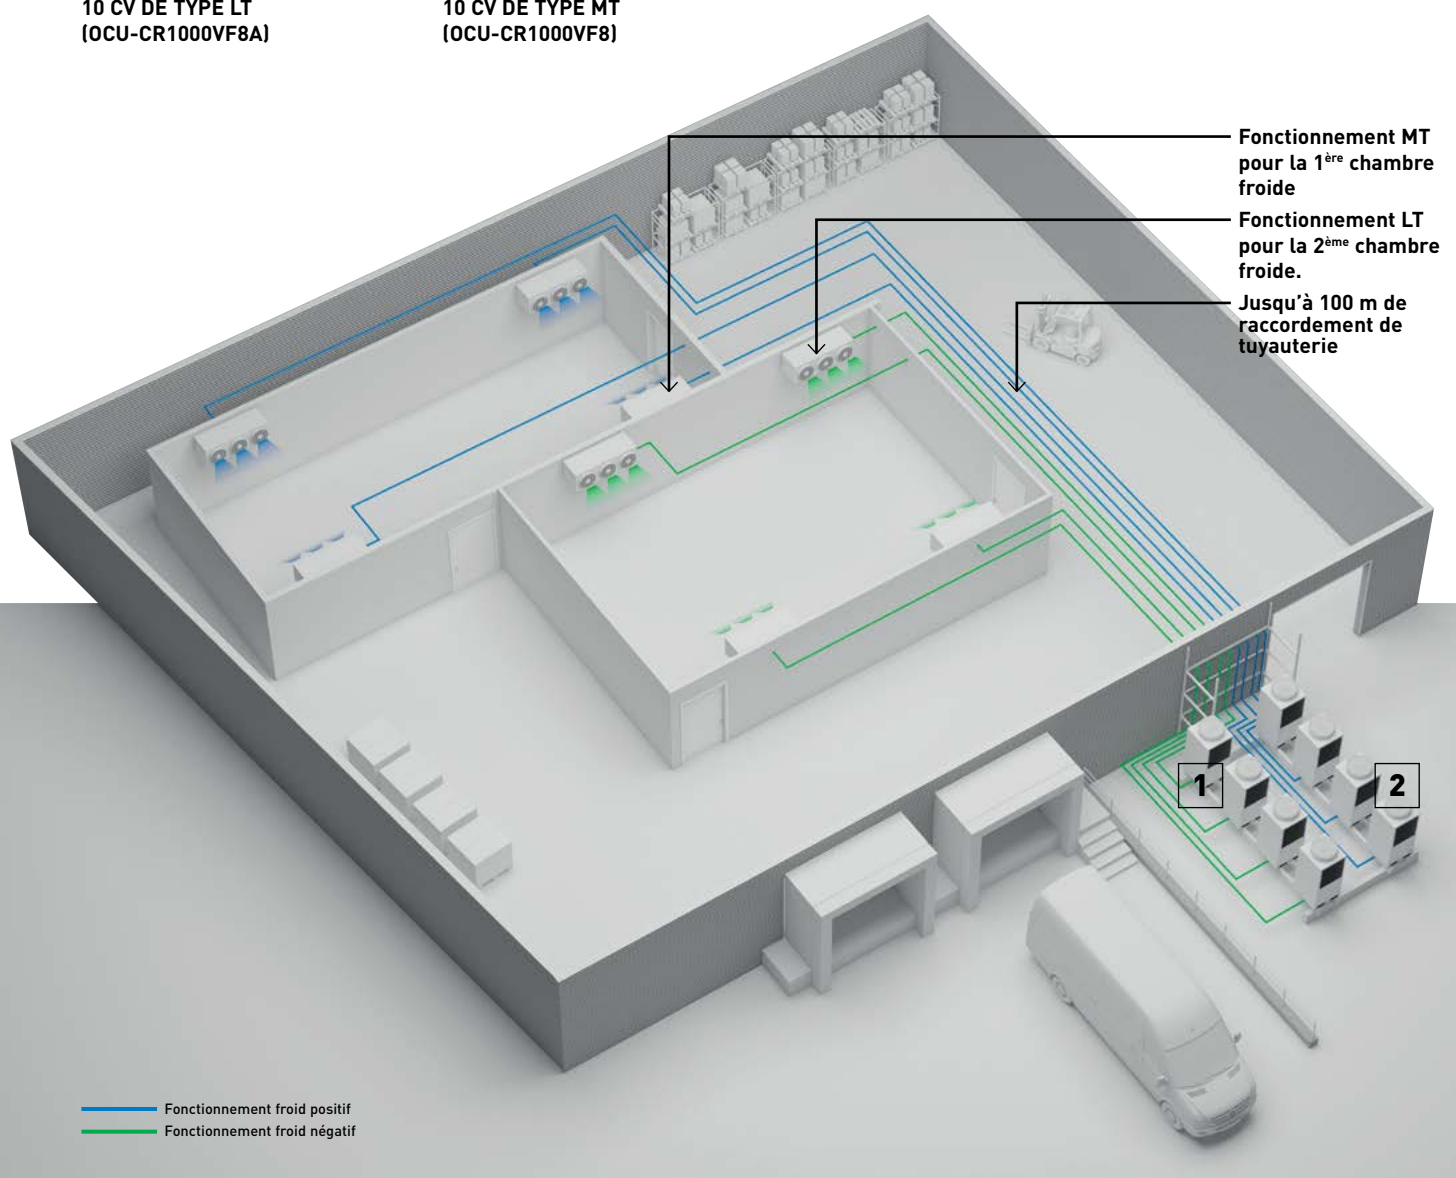 10 CV DE TYPE LT
(OCU-CR1000VF8A)
10 CV DE TYPE MT
(OCU-CR1000VF8)
Fonctionnement MT
pour la 1ère chambre
froide
Fonctionnement LT
pour la 2ème chambre
froide.
Jusqu’à 100 m de
raccordement de
tuyauterie
1
2
Fonctionnement froid positif
Fonctionnement froid négatif